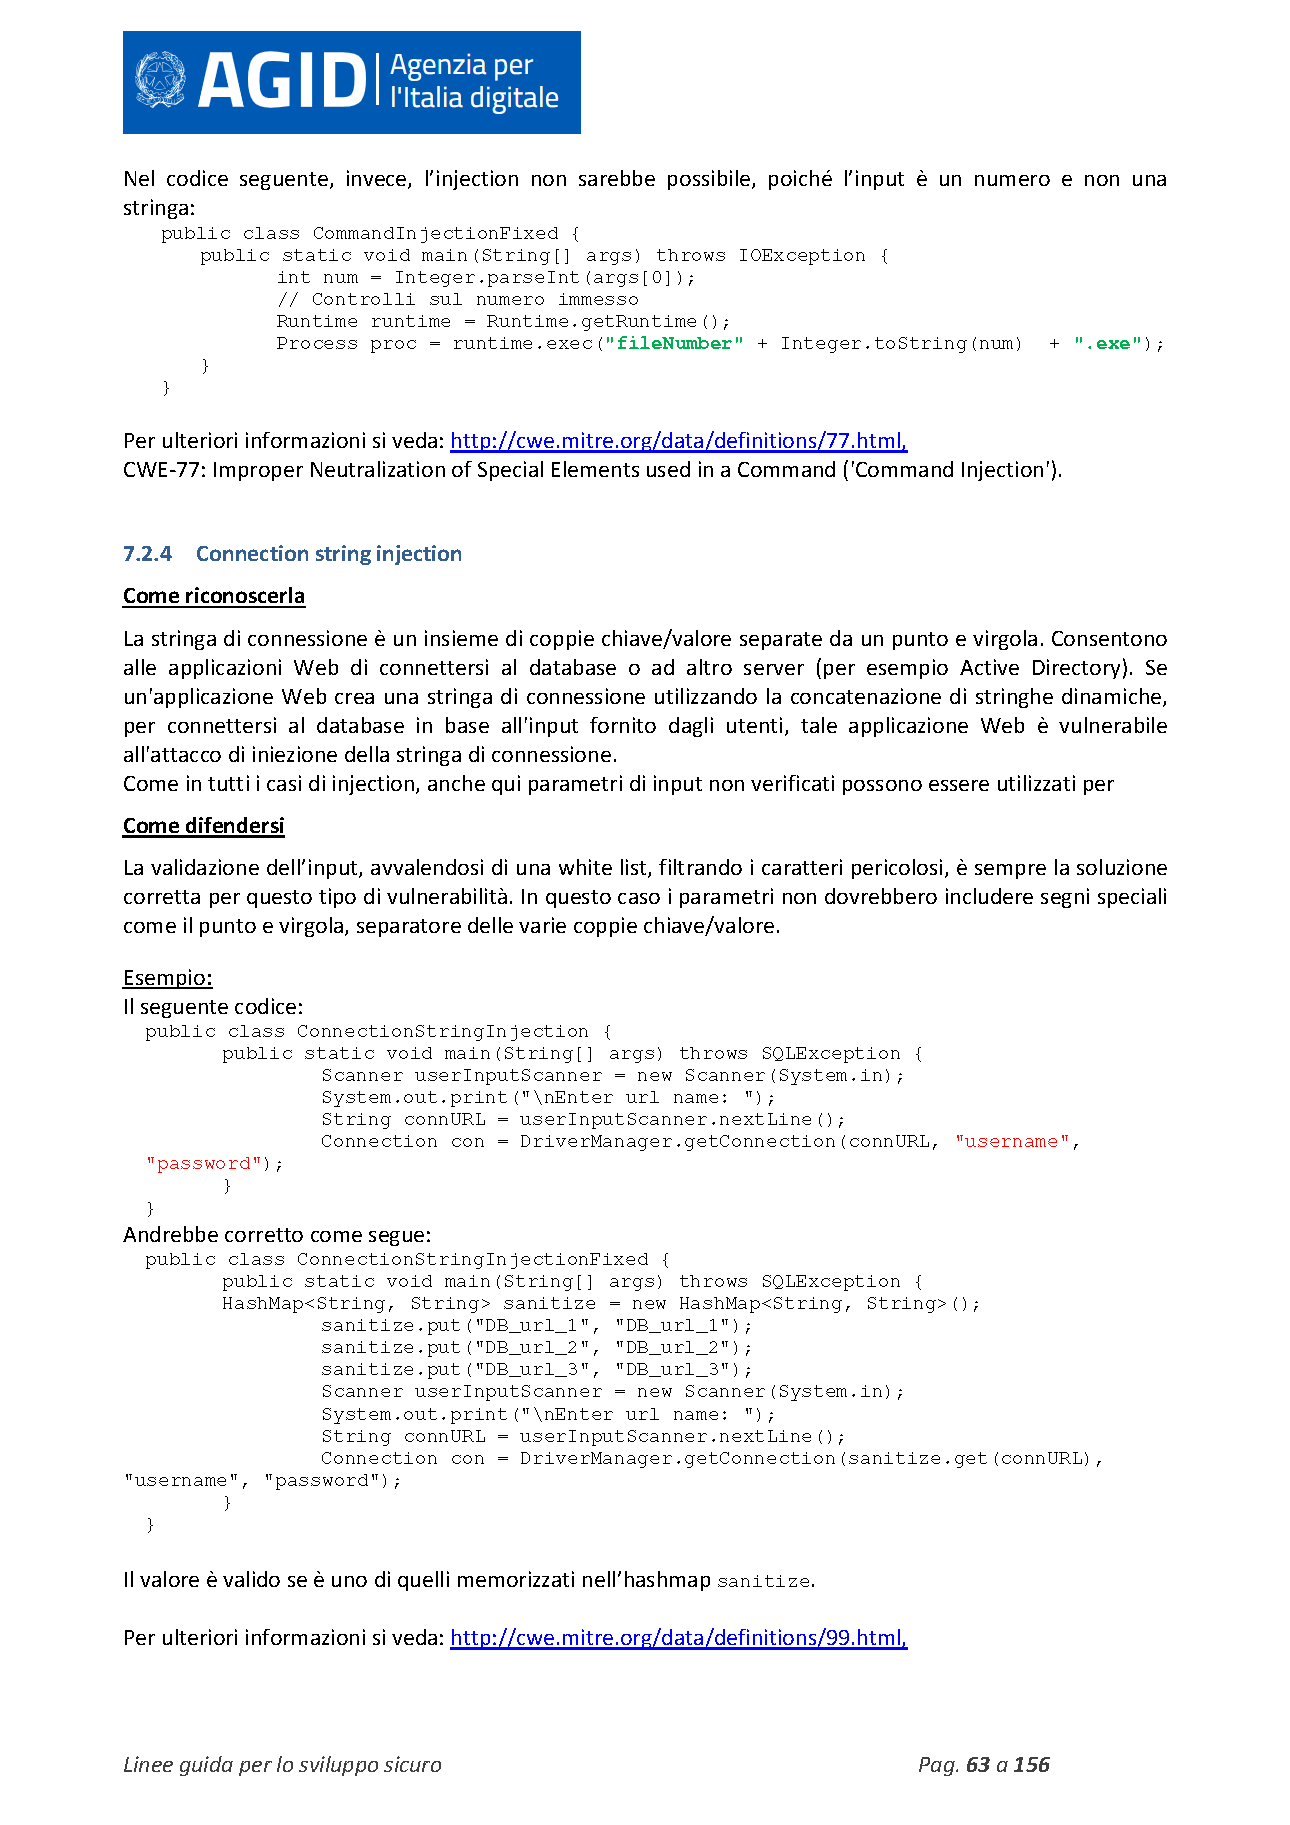 AGID
Agenzia per
l'Italia digitale
Nel codice seguente, invece, l’injection non sarebbe possibile, poiché l’input è un numero e non una
stringa:
public class CommandInjectionFixed {
public static void main(String[] args) throws IOException {
int num = Integer.parseInt(args[0]);
// Controlli sul numero immesso
Runtime runtime = Runtime.getRuntime();
Process proc = runtime.exec("fileNumber" + Integer.toString(num)  + ".exe");
}
}
Per ulteriori informazioni si veda: http://cwe.mitre.org/data/definitions/77.html,
CWE-77: Improper Neutralization of Special Elements used in a Command ('Command Injection').
7.2.4 Connection string injection
Come riconoscerla
La stringa di connessione è un insieme di coppie chiave/valore separate da un punto e virgola. Consentono
alle applicazioni Web di connettersi al database o ad altro server (per esempio Active Directory). Se
un'applicazione Web crea una stringa di connessione utilizzando la concatenazione di stringhe dinamiche,
per connettersi al database in base all'input fornito dagli utenti, tale applicazione Web è vulnerabile
all'attacco di iniezione della stringa di connessione.
Come in tutti i casi di injection, anche qui parametri di input non verificati possono essere utilizzati per
Come difendersi
La validazione dell’input, avvalendosi di una white list, filtrando i caratteri pericolosi, è sempre la soluzione
corretta per questo tipo di vulnerabilità. In questo caso i parametri non dovrebbero includere segni speciali
come il punto e virgola, separatore delle varie coppie chiave/valore.
Esempio:
Il seguente codice:
public class ConnectionStringInjection {
public static void main(String[] args) throws SQLException {
Scanner userInputScanner = new Scanner(System.in);
System.out.print("\nEnter url name: ");
String connURL = userInputScanner.nextLine();
Connection con = DriverManager.getConnection(connURL, "username",
"password");
}
}
Andrebbe corretto come segue:
public class ConnectionStringInjectionFixed {
public static void main(String[] args) throws SQLException {
HashMap<String, String> sanitize = new HashMap<String, String>();
sanitize.put("DB_url_1", "DB_url_1");
sanitize.put("DB_url_2", "DB_url_2");
sanitize.put("DB_url_3", "DB_url_3");
Scanner userInputScanner = new Scanner(System.in);
System.out.print("\nEnter url name: ");
String connURL = userInputScanner.nextLine();
Connection con = DriverManager.getConnection(sanitize.get(connURL),
"username", "password");
}
}
Il valore è valido se è uno di quelli memorizzati nell’hashmap sanitize.
Per ulteriori informazioni si veda: http://cwe.mitre.org/data/definitions/99.html,
Linee guida per lo sviluppo sicuro Pag. 63 a 156